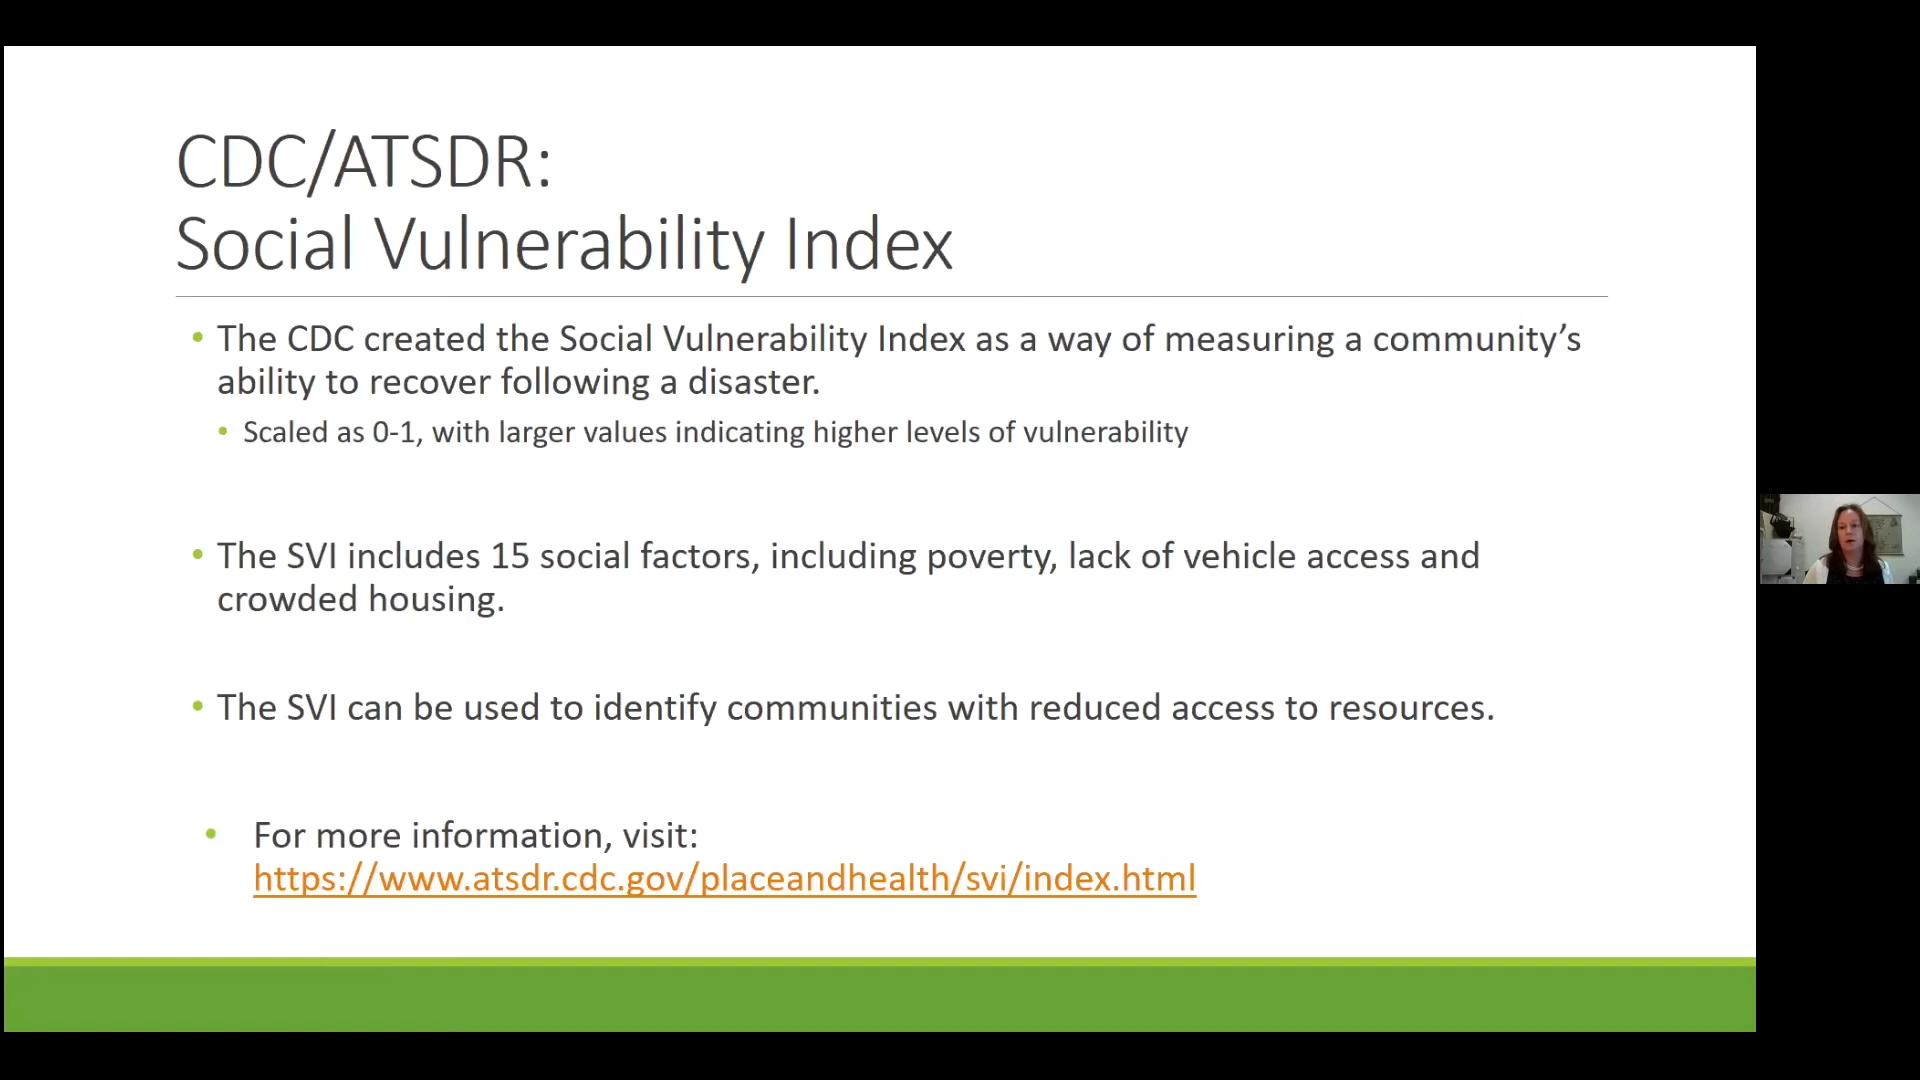 CDC/ATSDR:
Social Vulnerability Index
• The CDC created the Social Vulnerability Index as a way of measuring a community’s
ability to recover following a disaster.
• Scaled as 0-1, with larger values indicating higher levels of vulnerability
• The SVI includes 15 social factors, including poverty, lack of vehicle access and
crowded housing.
• The SVI can be used to identify communities with reduced access to resources.
• For more information, visit:
https://www.atsdr.cdc.gov/placeandhealth/svi/index.html